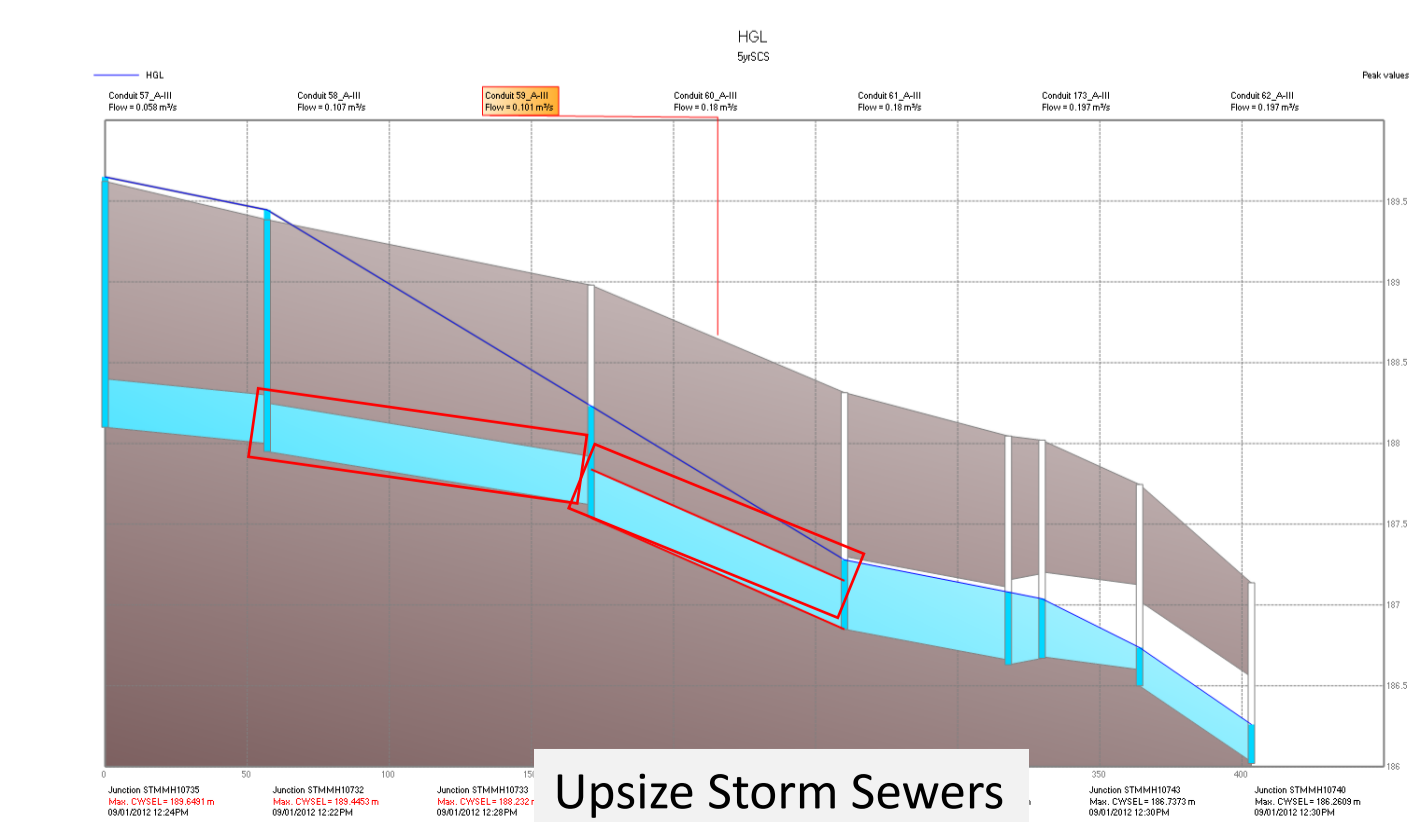 HGL
5yrSCS
HGL
Peak values
Conduit 57_A-III
Flow = 0.058 m³/s
Conduit 58_A-III
Flow = 0.107 m³/s
Conduit 59_A-III
Flow = 0.101 m³/s
Conduit 60_A-III
Flow = 0.18 m³/s
Conduit 61_A-III
Flow = 0.18 m³/s
Conduit 173_A-III
Flow = 0.197 m³/s
Conduit 62_A-III
Flow = 0.197 m³/s
189.5
189
188.5
188
187.5
187
186.5
186
0 50 100 350 400
Junction STMMH10735
Max. CWSEL= 189.6491 m
09/01/2012 12:24PM
Junction STMMH10732
Max. CWSEL= 189.4453 m
09/01/2012 12:22PM
Junction STMMH10733
Max. CWSEL= 188.232
09/01/2012 12:28PM
Upsize Storm Sewers
Junction STMMH10743
Max. CWSEL= 186.7373 m
09/01/2012 12:30PM
Junction STMMH10740
Max. CWSEL= 186.2609 m
09/01/2012 12:30PM